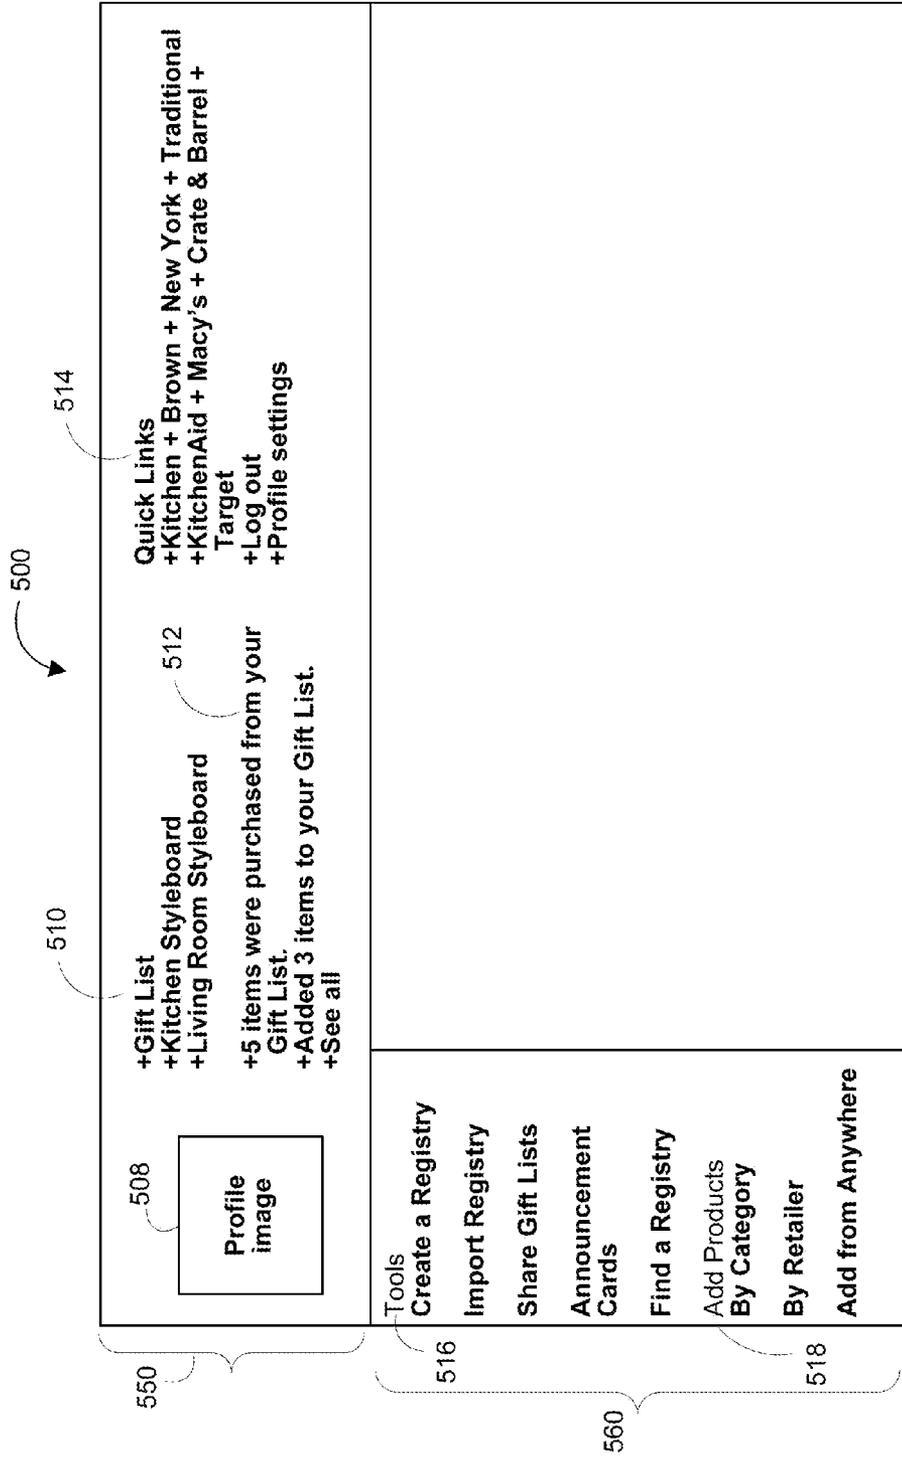 500
508
Profile
image
510
+Gift List
+Kitchen Styleboard
+Living Room Styleboard
512
+5 items were purchased from your
Gift List.
+Added 3 items to your Gift List.
+See all
514
Quick Links
+Kitchen + Brown + New York + Traditional
+KitchenAid + Macy's + Crate & Barrel +
Target
+Log out
+Profile settings
550
516
Tools
Create a Registry
Import Registry
Share Gift Lists
Announcement
Cards
Find a Registry
518
Add Products
By Category
By Retailer
Add from Anywhere
560